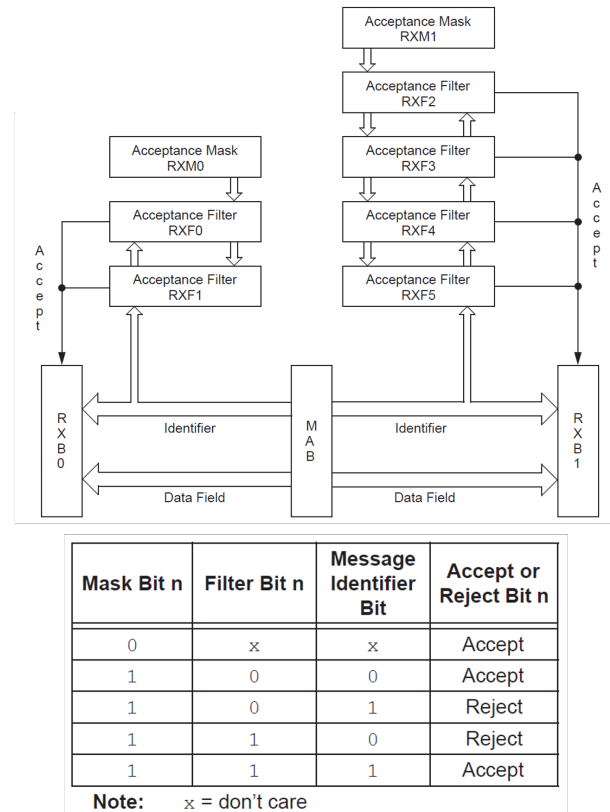 Acceptance Mask
RXM1
Acceptance Filter
RXF2
Acceptance Mask
RXM0
Acceptance Filter
RXF3
Acceptance Filter
RXF0
Acceptance Filter
RXF4
Acceptance Filter
RXF1
Acceptance Filter
RXF5
A
c
c
e
p
t
A
c
c
e
p
t
R
X
B
0
Identifier
Data Field
M
A
B
Identifier
Data Field
R
X
B
1
Mask Bit n Filter Bit n Message Identifier Bit Accept or Reject Bit n
0 x x Accept
1 0 0 Accept
1 0 1 Reject
1 1 0 Reject
1 1 1 Accept
Note: x = don't care